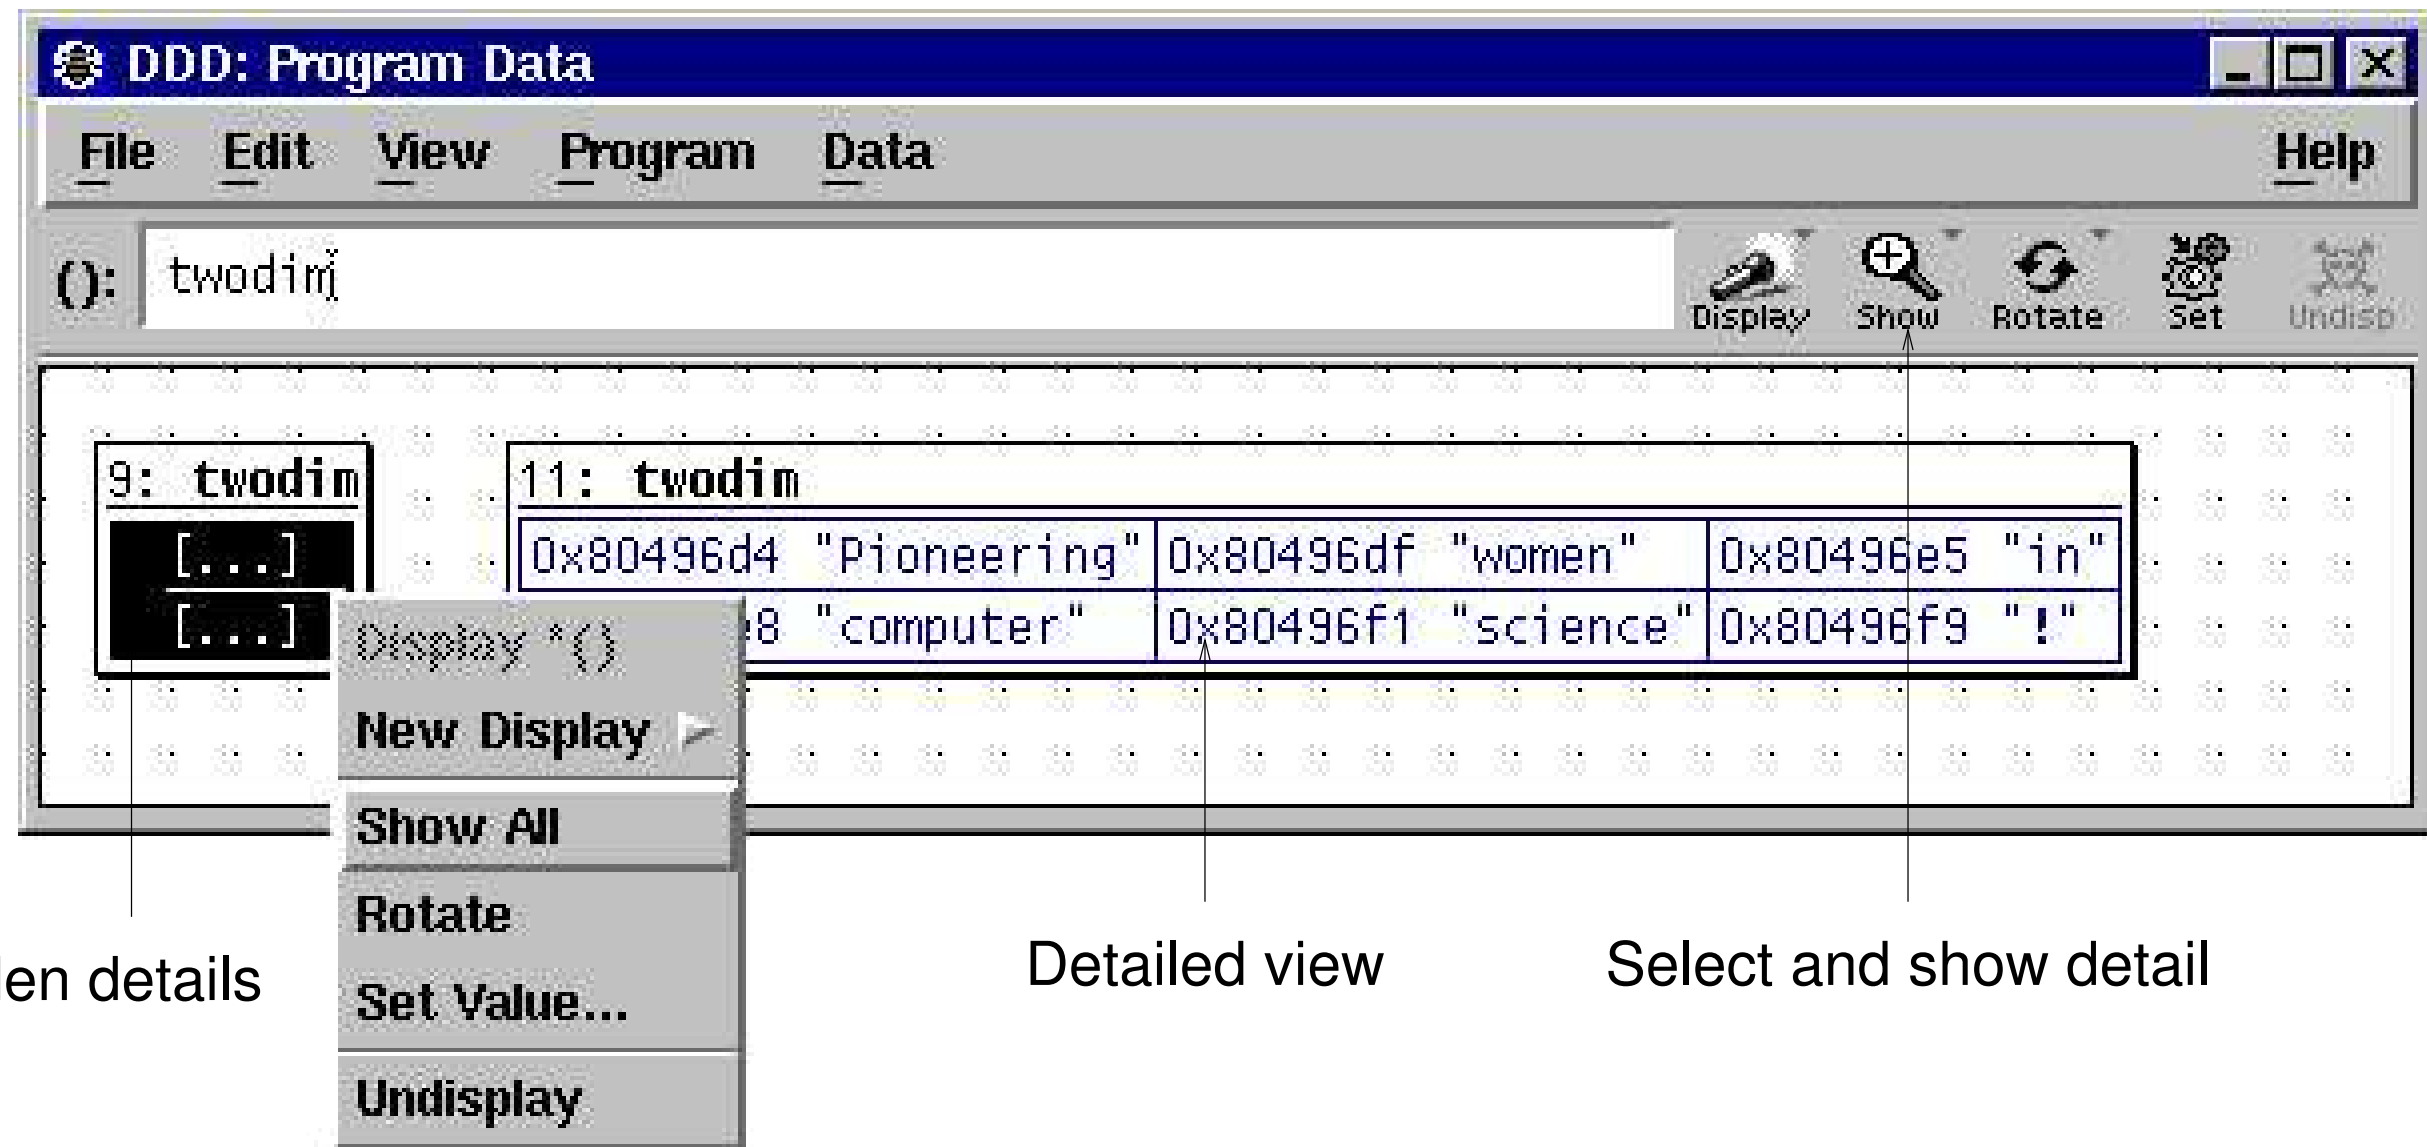 DDD: Program Data
File Edit View Program Data Help
(): twodim
Display Show Rotate Set Undisp
9: twodim
[...]
[...]
11: twodim
0x80496d4 "Pioneering" 0x80496df "women" 0x80496e5 "in"
e8 "computer" 0x80496f1 "science" 0x80496f9 "!"
Display *()
New Display
Show All
Rotate
Set Value...
Undisplay
details
Detailed view
Select and show detail